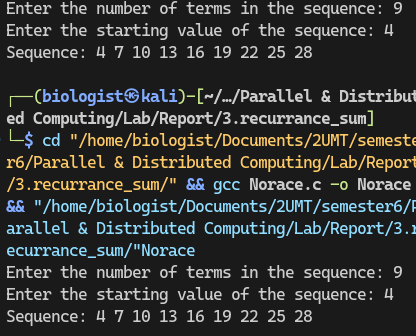 Enter the number of terms in the sequence: 9
Enter the starting value of the sequence: 4
Sequence: 4 7 10 13 16 19 22 25 28
┌──(biologist㉿kali)-[~/…/Parallel & Distribut
ed Computing/Lab/Report/3.recurrance_sum]
└─$ cd "/home/biologist/Documents/2UMT/semeste
r6/Parallel & Distributed Computing/Lab/Report
/3.recurrance_sum/" && gcc Norace.c -o Norace
&& "/home/biologist/Documents/2UMT/semester6/P
arallel & Distributed Computing/Lab/Report/3.r
ecurrance_sum/"Norace
Enter the number of terms in the sequence: 9
Enter the starting value of the sequence: 4
Sequence: 4 7 10 13 16 19 22 25 28